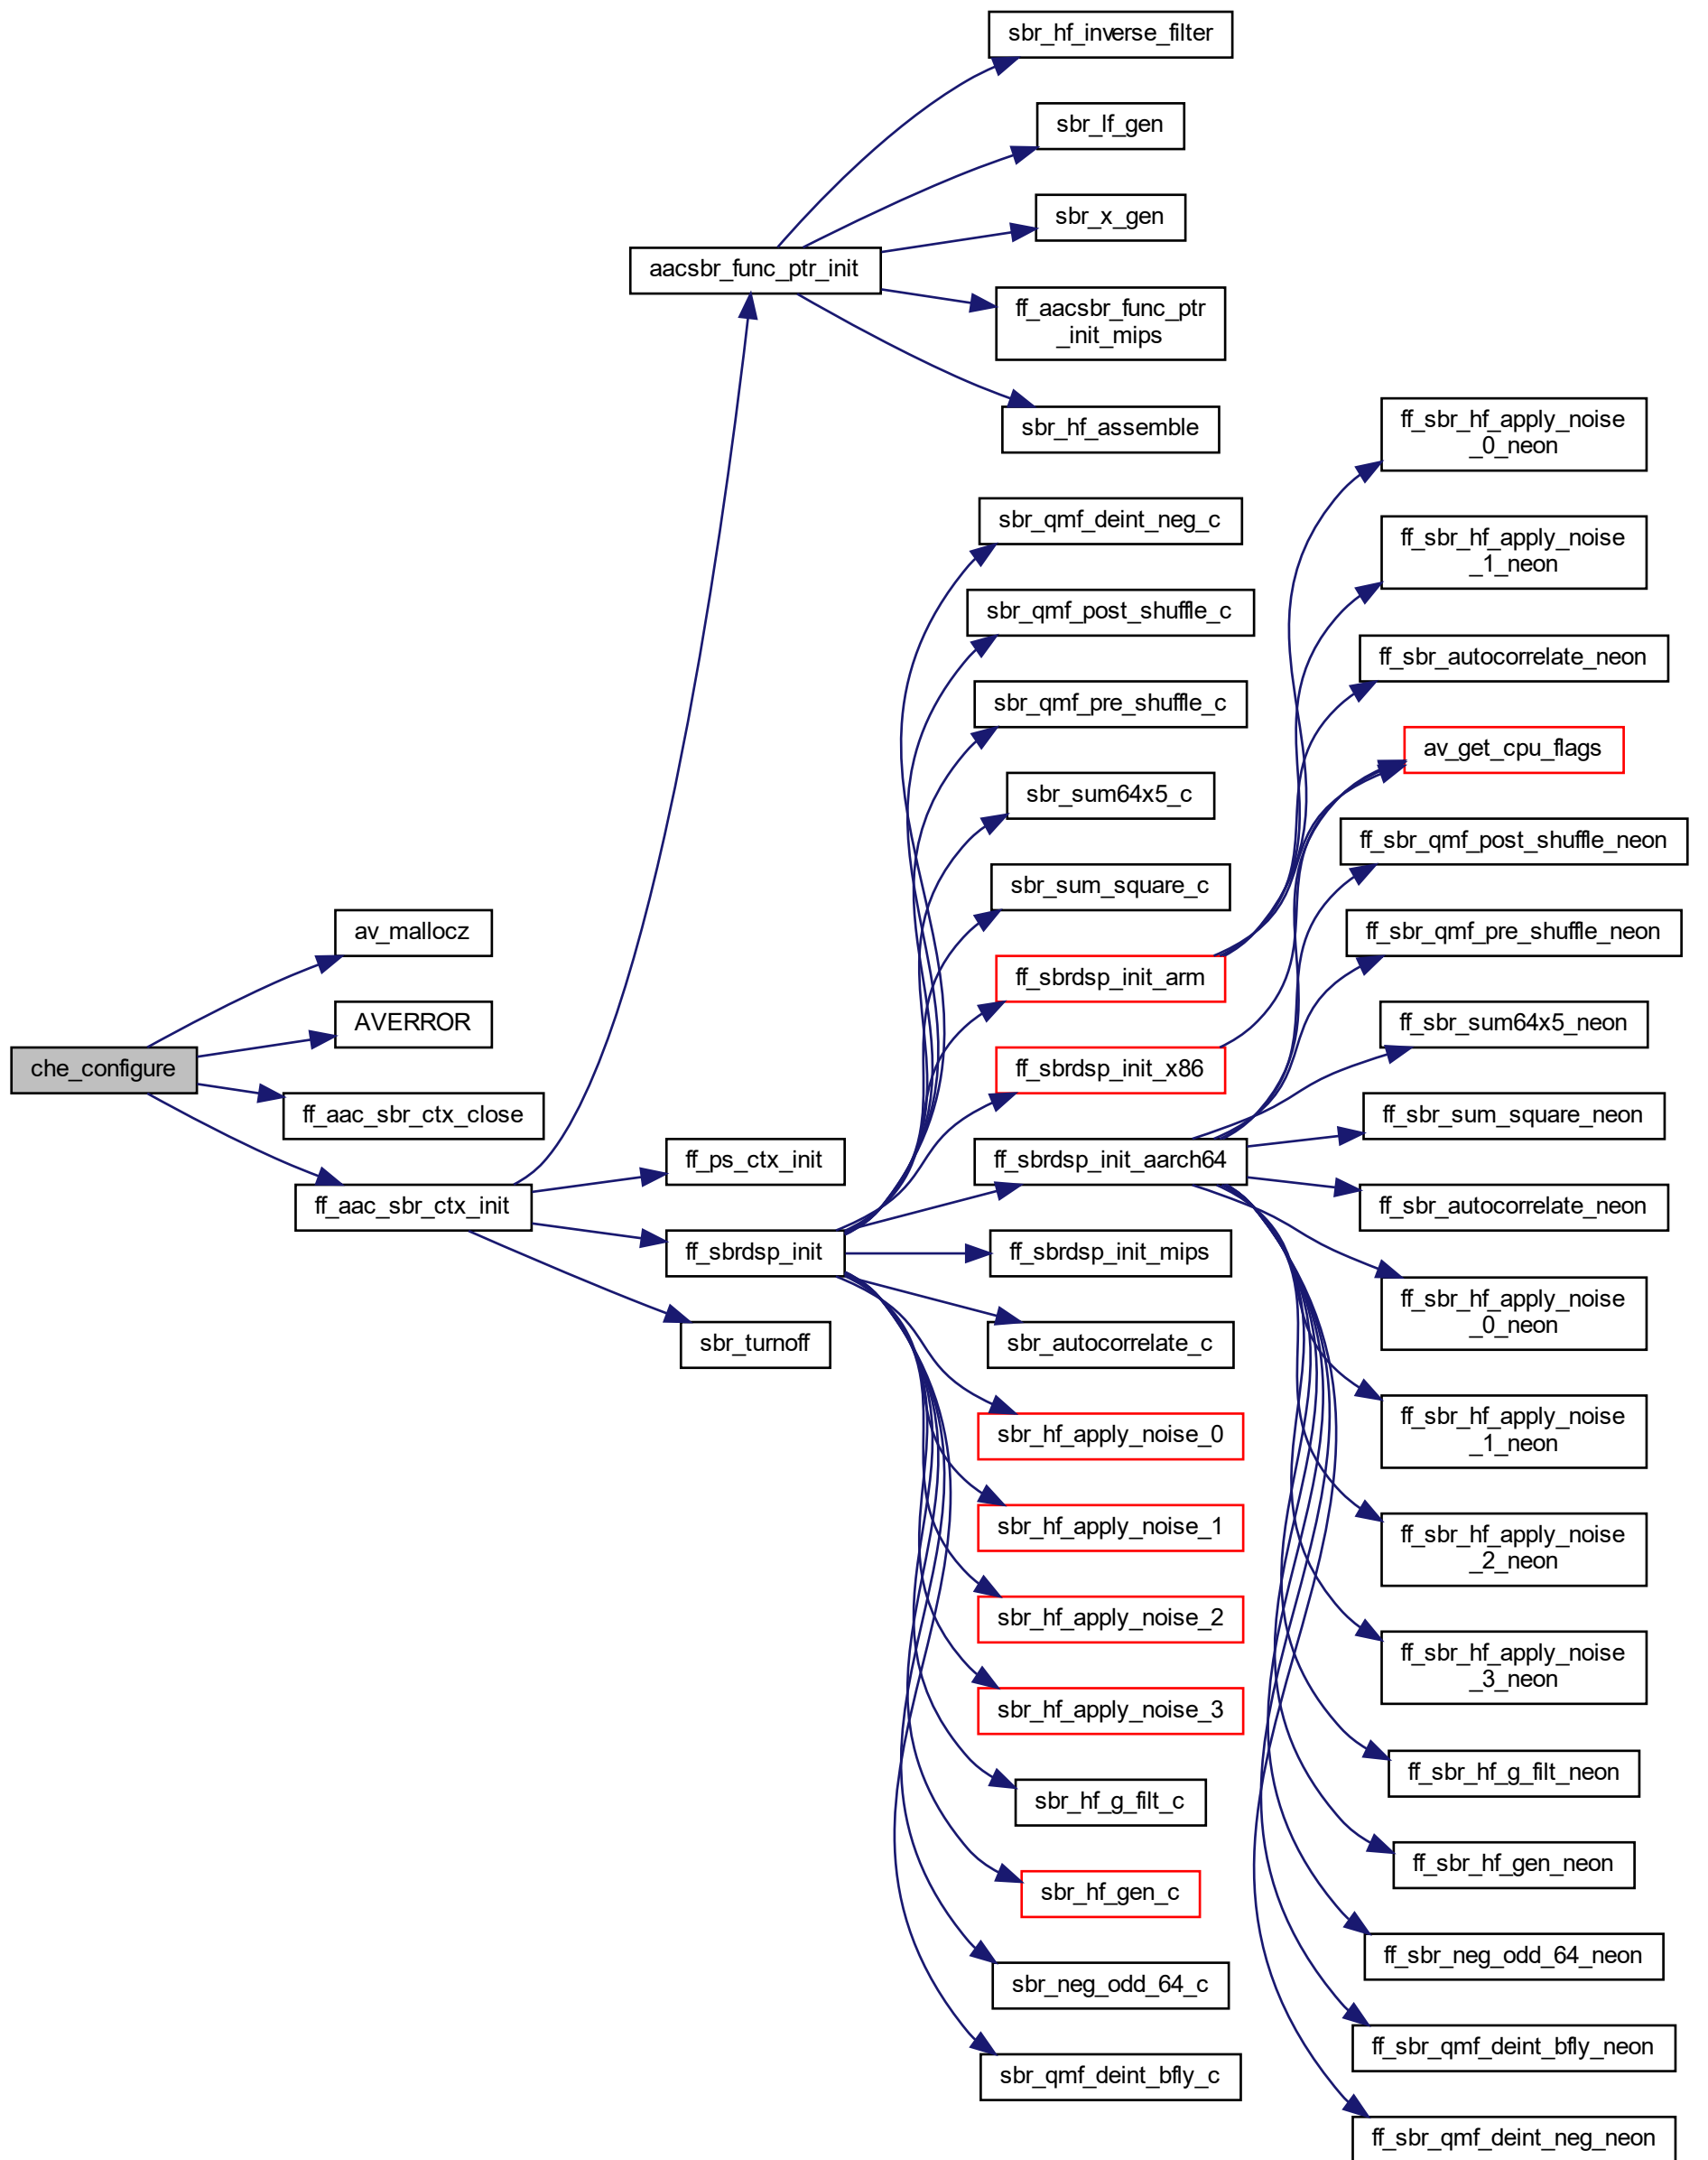 sbr_hf_inverse_filter
sbr_lf_gen
sbr_x_gen
aacsbr_func_ptr_init
ff_aacsbr_func_ptr
_init_mips
sbr_hf_assemble
ff_sbr_hf_apply_noise
_0_neon
sbr_qmf_deint_neg_c
ff_sbr_hf_apply_noise
_1_neon
sbr_qmf_post_shuffle_c
ff_sbr_autocorrelate_neon
sbr_qmf_pre_shuffle_c
av_get_cpu_flags
sbr_sum64x5_c
ff_sbr_qmf_post_shuffle_neon
sbr_sum_square_c
av_mallocz
ff_sbr_qmf_pre_shuffle_neon
ff_sbrdsp_init_arm
AVERROR
ff_sbr_sum64x5_neon
che_configure
ff_sbrdsp_init_x86
ff_aac_sbr_ctx_close
ff_sbr_sum_square_neon
ff_ps_ctx_init
ff_sbrdsp_init_aarch64
ff_aac_sbr_ctx_init
ff_sbr_autocorrelate_neon
ff_sbrdsp_init
ff_sbrdsp_init_mips
ff_sbr_hf_apply_noise
_0_neon
sbr_turnoff
sbr_autocorrelate_c
ff_sbr_hf_apply_noise
_1_neon
sbr_hf_apply_noise_0
sbr_hf_apply_noise_1
ff_sbr_hf_apply_noise
_2_neon
sbr_hf_apply_noise_2
ff_sbr_hf_apply_noise
_3_neon
sbr_hf_apply_noise_3
ff_sbr_hf_g_filt_neon
sbr_hf_g_filt_c
ff_sbr_hf_gen_neon
sbr_hf_gen_c
ff_sbr_neg_odd_64_neon
sbr_neg_odd_64_c
ff_sbr_qmf_deint_bfly_neon
sbr_qmf_deint_bfly_c
ff_sbr_qmf_deint_neg_neon